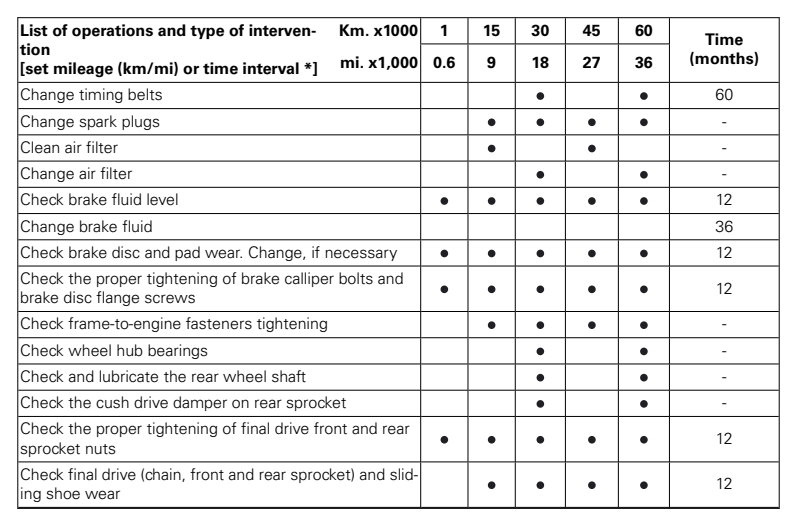 List of operations and type of interven- Km. x1000 1 15 30 45 60 Time
tion
[set mileage (km/mi) or time interval *] mi. x1,000 0.6 9 18 27 36 (months)
Change timing belts ● ● 60
Change spark plugs ● ● ● ● -
Clean air filter ● ● -
Change air filter ● ● -
Check brake fluid level ● ● ● ● ● 12
Change brake fluid 36
Check brake disc and pad wear. Change, if necessary ● ● ● ● ● 12
Check the proper tightening of brake calliper bolts and
brake disc flange screws ● ● ● ● ● 12
Check frame-to-engine fasteners tightening ● ● ● ● -
Check wheel hub bearings ● ● -
Check and lubricate the rear wheel shaft ● ● -
Check the cush drive damper on rear sprocket ● ● -
Check the proper tightening of final drive front and rear
sprocket nuts ● ● ● ● ● 12
Check final drive (chain, front and rear sprocket) and slid-
ing shoe wear ● ● ● ● 12